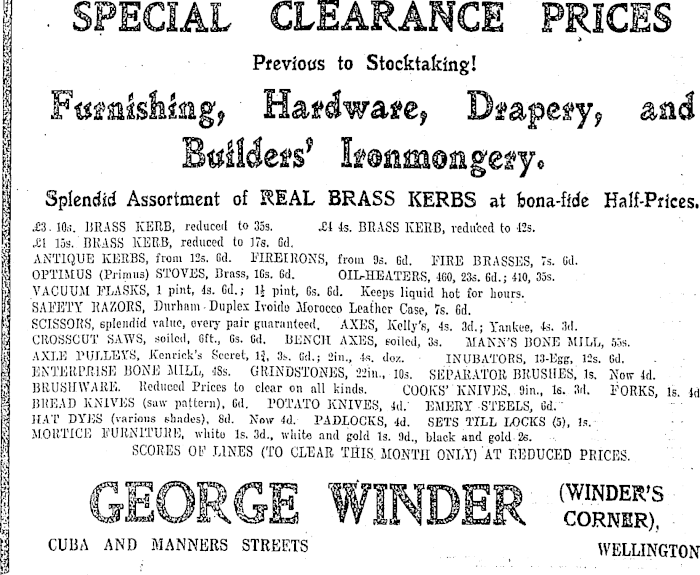 SPECIAL CLEARANCE PRICES
Previous to Stocktaking!
Furnishing, Hardware, Drapery, and
Builders' Ironmongery.
Splendid Assortment of REAL BRASS KERBS at bona-fide Half-Prices.
£3 10s. BRASS KERB, reduced to 35s. £4 4s. BRASS KERB, reduced to 42s.
£1 15s. BRASS KERB, reduced to 17s. 6d.
ANTIQUE KERBS, from 12s. 6d. FIREIRONS, from 9s. 6d. FIRE BRASSES, 7s. 6d.
OPTIMUS (Primus) STOVES, Brass, 16s. 6d. OIL-HEATERS, 460, 23s. 6d.; 410, 35s.
VACUUM FLASKS, 1 pint, 4s. 6d.; 1½ pint, 6s. 6d. Keeps liquid hot for hours.
SAFETY RAZORS, Durham-Duplex Ivoide Morocco Leather Case, 7s. 6d.
SCISSORS, splendid value, every pair guaranteed. AXES, Kelly's, 4s. 3d.; Yankee, 4s. 3d.
CROSSCUT SAWS, soiled, 6ft., 6s. 6d. BENCH AXES, soiled, 3s. MANN'S BONE MILL, 55s.
AXLE PULLEYS, Kenrick's Secret, 1¾, 3s. 6d.; 2in., 4s. doz. INUBATORS, 13-Egg, 12s. 6d.
ENTERPRISE BONE MILL, 48s. GRINDSTONES, 22in., 10s. SEPARATOR BRUSHES, 1s. Now 4d.
BRUSHWARE. Reduced Prices to clear on all kinds. COOKS' KNIVES, 9in., 1s. 3d. FORKS, 1s. 4d
BREAD KNIVES (saw pattern), 6d. POTATO KNIVES, 4d. EMERY STEELS, 6d.
HAT DYES (various shades), 8d. Now 4d. PADLOCKS, 4d. SETS TILL LOCKS (5), 1s.
MORTICE FURNITURE, white 1s. 3d., white and gold 1s. 9d., black and gold 2s.
SCORES OF LINES (TO CLEAR THIS MONTH ONLY) AT REDUCED PRICES.
GEORGE WINDER (WINDER'S CORNER),
CUBA AND MANNERS STREETS WELLINGTON